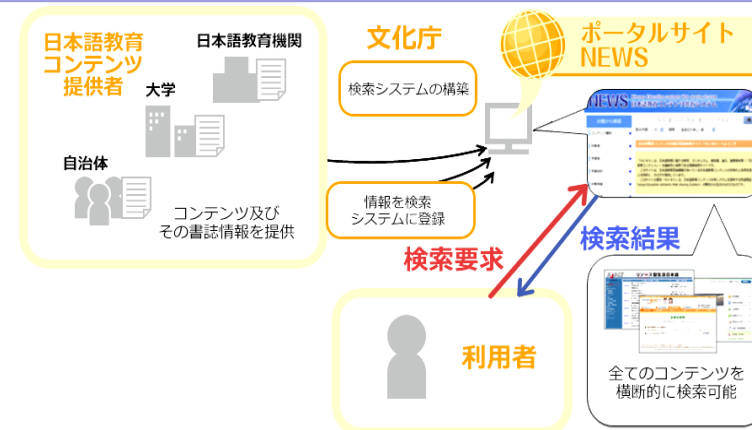 日本語教育
コンテンツ
提供者
日本語教育機関
大学
自治体
コンテンツ及び
その書誌情報を提供
文化庁
検索システムの構築
情報を検索
システムに登録
ポータルサイト
NEWS
NEWS
検索要求
検索結果
利用者
全てのコンテンツを
横断的に検索可能